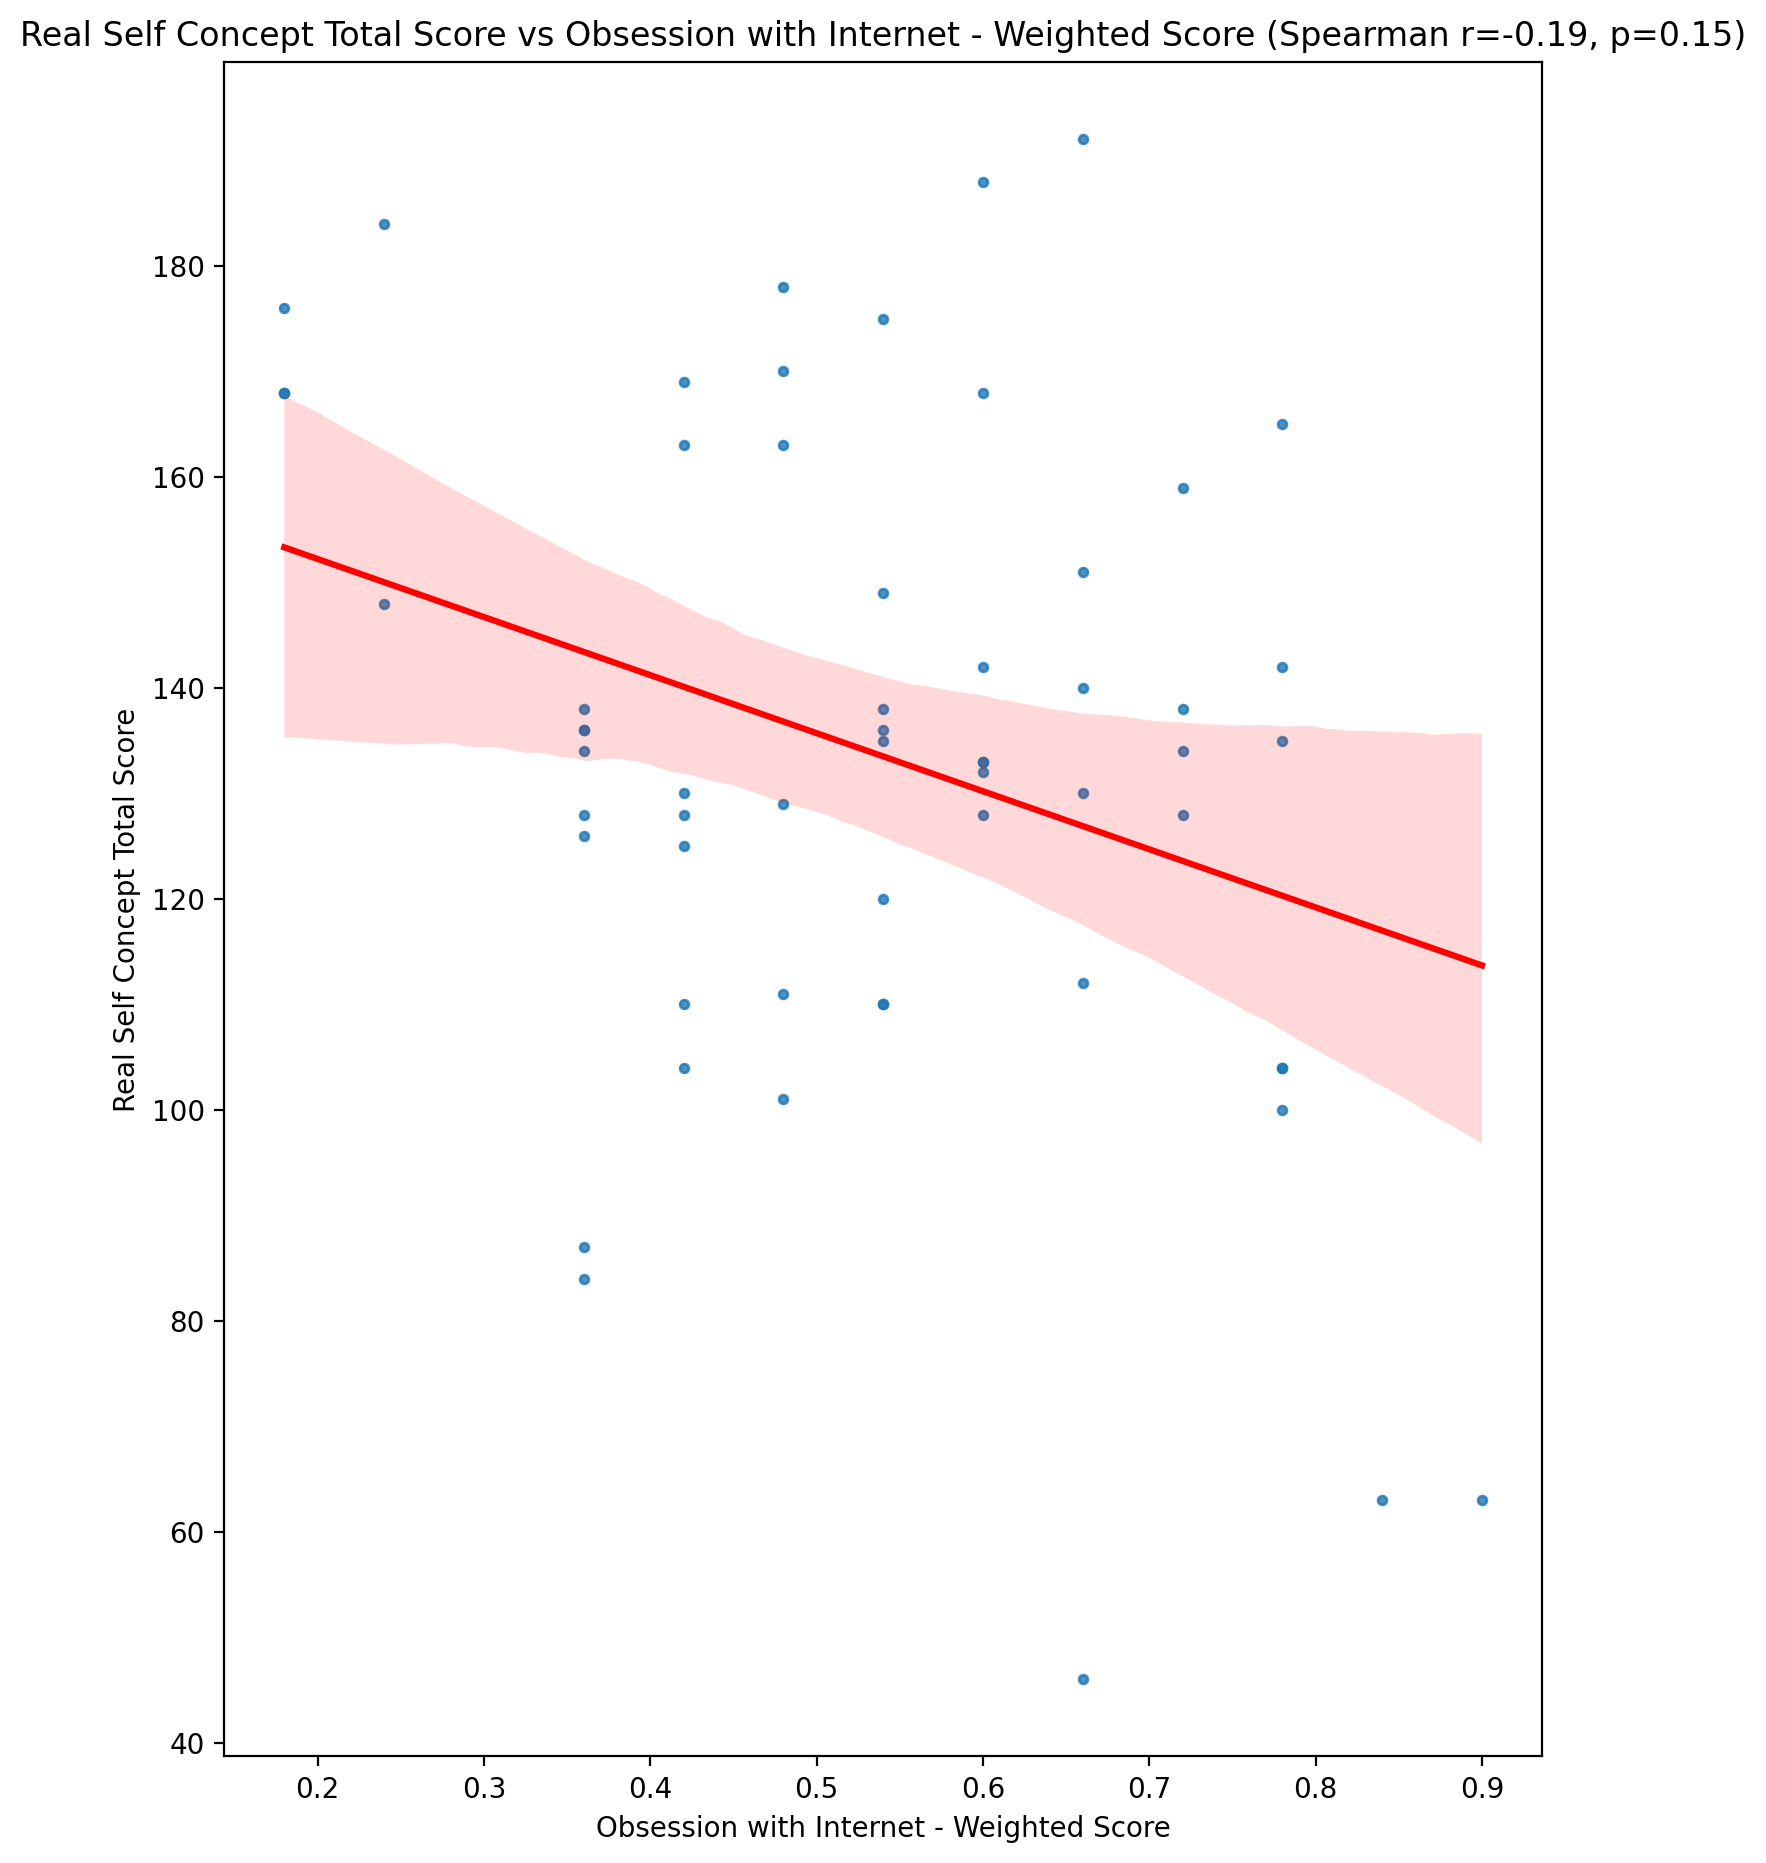 Real Self Concept Total Score vs Obsession with Internet - Weighted Score (Spearman r=-0.19, p=0.15)
Real Self Concept Total Score
180
160
140
120
100
80
60
40
0.2 0.3 0.4 0.5 0.6 0.7 0.8 0.9
Obsession with Internet - Weighted Score